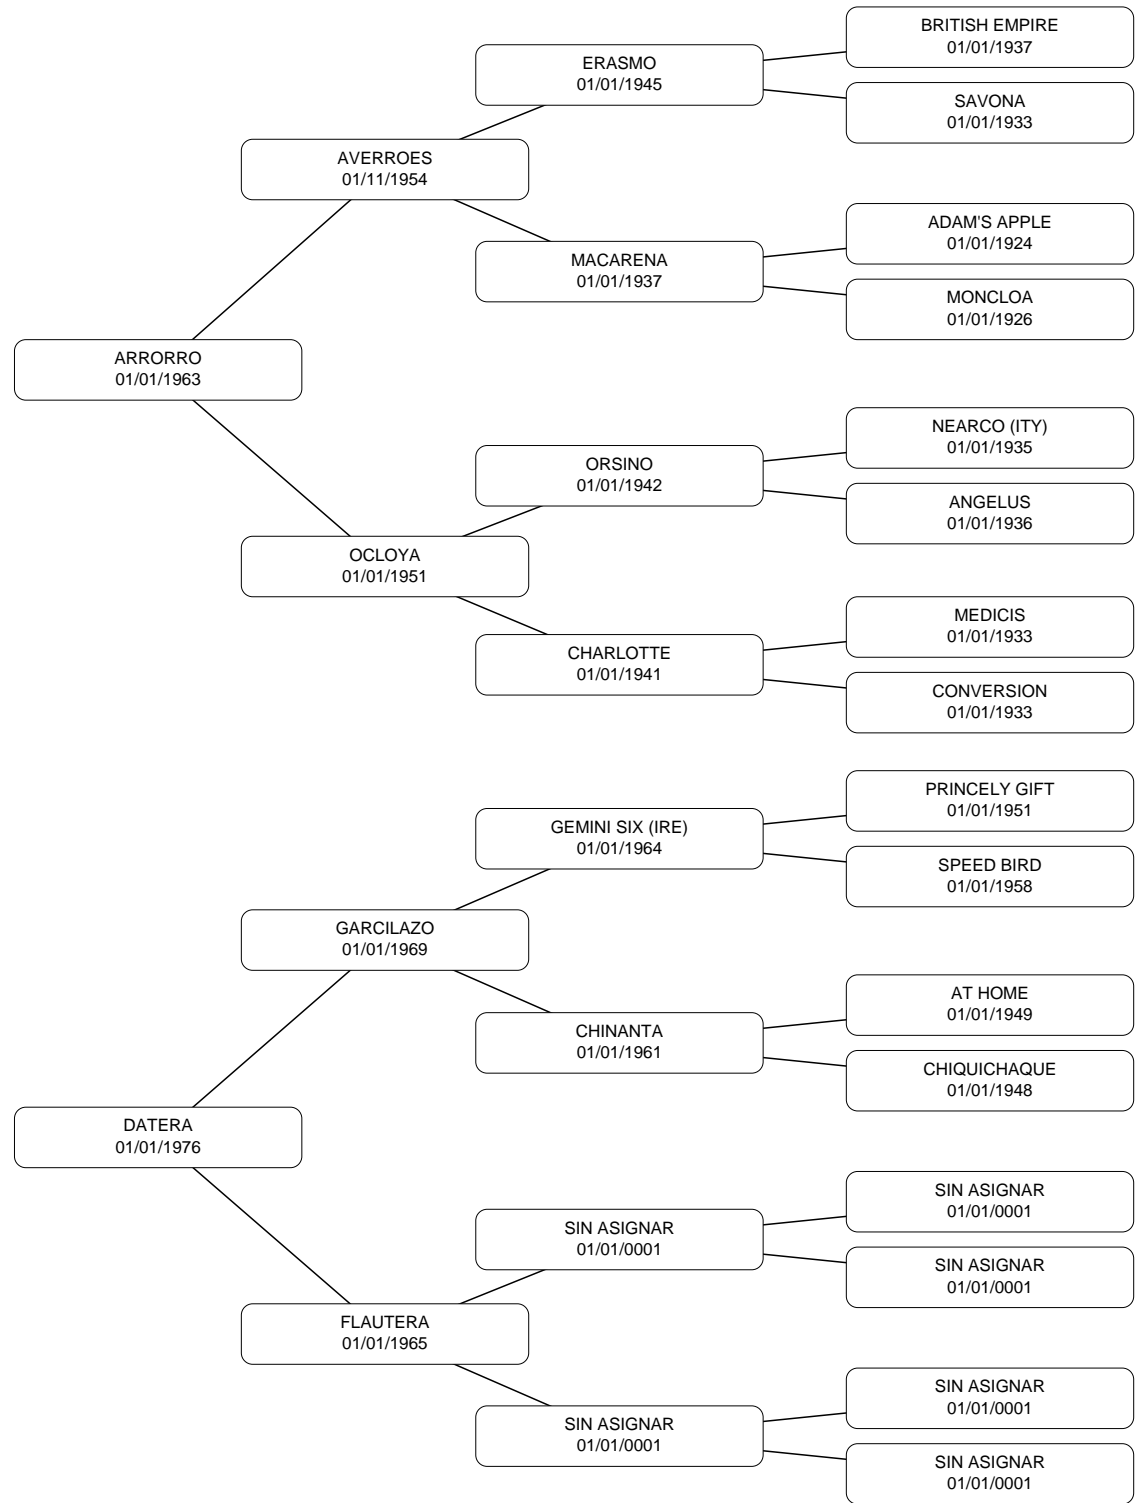 BRITISH EMPIRE
01/01/1937
ERASMO
01/01/1945
SAVONA
01/01/1933
AVERROES
01/11/1954
ADAM'S APPLE
01/01/1924
MACARENA
01/01/1937
MONCLOA
01/01/1926
ARRORRO
01/01/1963
NEARCO (ITY)
01/01/1935
ORSINO
01/01/1942
ANGELUS
01/01/1936
OCLOYA
01/01/1951
MEDICIS
01/01/1933
CHARLOTTE
01/01/1941
CONVERSION
01/01/1933
PRINCELY GIFT
01/01/1951
GEMINI SIX (IRE)
01/01/1964
SPEED BIRD
01/01/1958
GARCILAZO
01/01/1969
AT HOME
01/01/1949
CHINANTA
01/01/1961
CHIQUICHAQUE
01/01/1948
DATERA
01/01/1976
SIN ASIGNAR
01/01/0001
SIN ASIGNAR
01/01/0001
SIN ASIGNAR
01/01/0001
FLAUTERA
01/01/1965
SIN ASIGNAR
01/01/0001
SIN ASIGNAR
01/01/0001
SIN ASIGNAR
01/01/0001